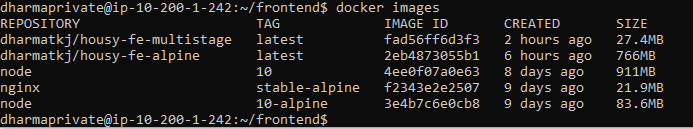 dharmaprivate@ip-10-200-1-242:~/frontend$ docker images
REPOSITORY TAG IMAGE ID CREATED SIZE
dharmatkj/housy-fe-multistage latest fad56ff6d3f3 2 hours ago 27.4MB
dharmatkj/housy-fe-alpine latest 2eb4873055b1 6 hours ago 766MB
node 10 4ee0f07a0e63 8 days ago 911MB
nginx stable-alpine f2343e2e2507 9 days ago 21.9MB
node 10-alpine 3e4b7c6e0cb8 9 days ago 83.6MB
dharmaprivate@ip-10-200-1-242:~/frontend$